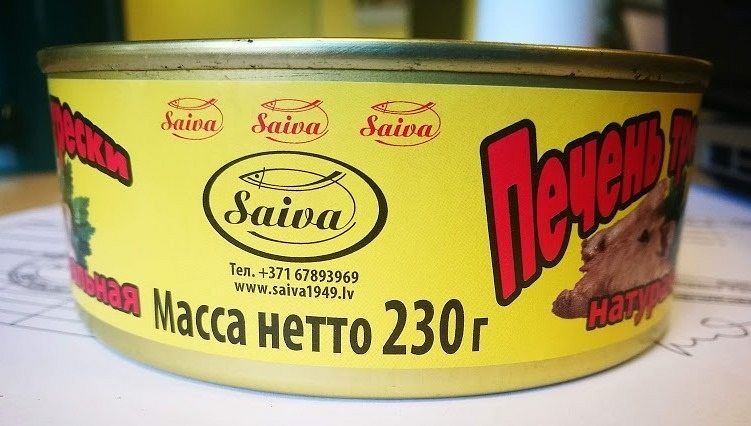 Saiva Saiva Saiva
Saiva
Тел. +371 67893969
www.saiva1949.lv
Масса нетто 230 г
Печень